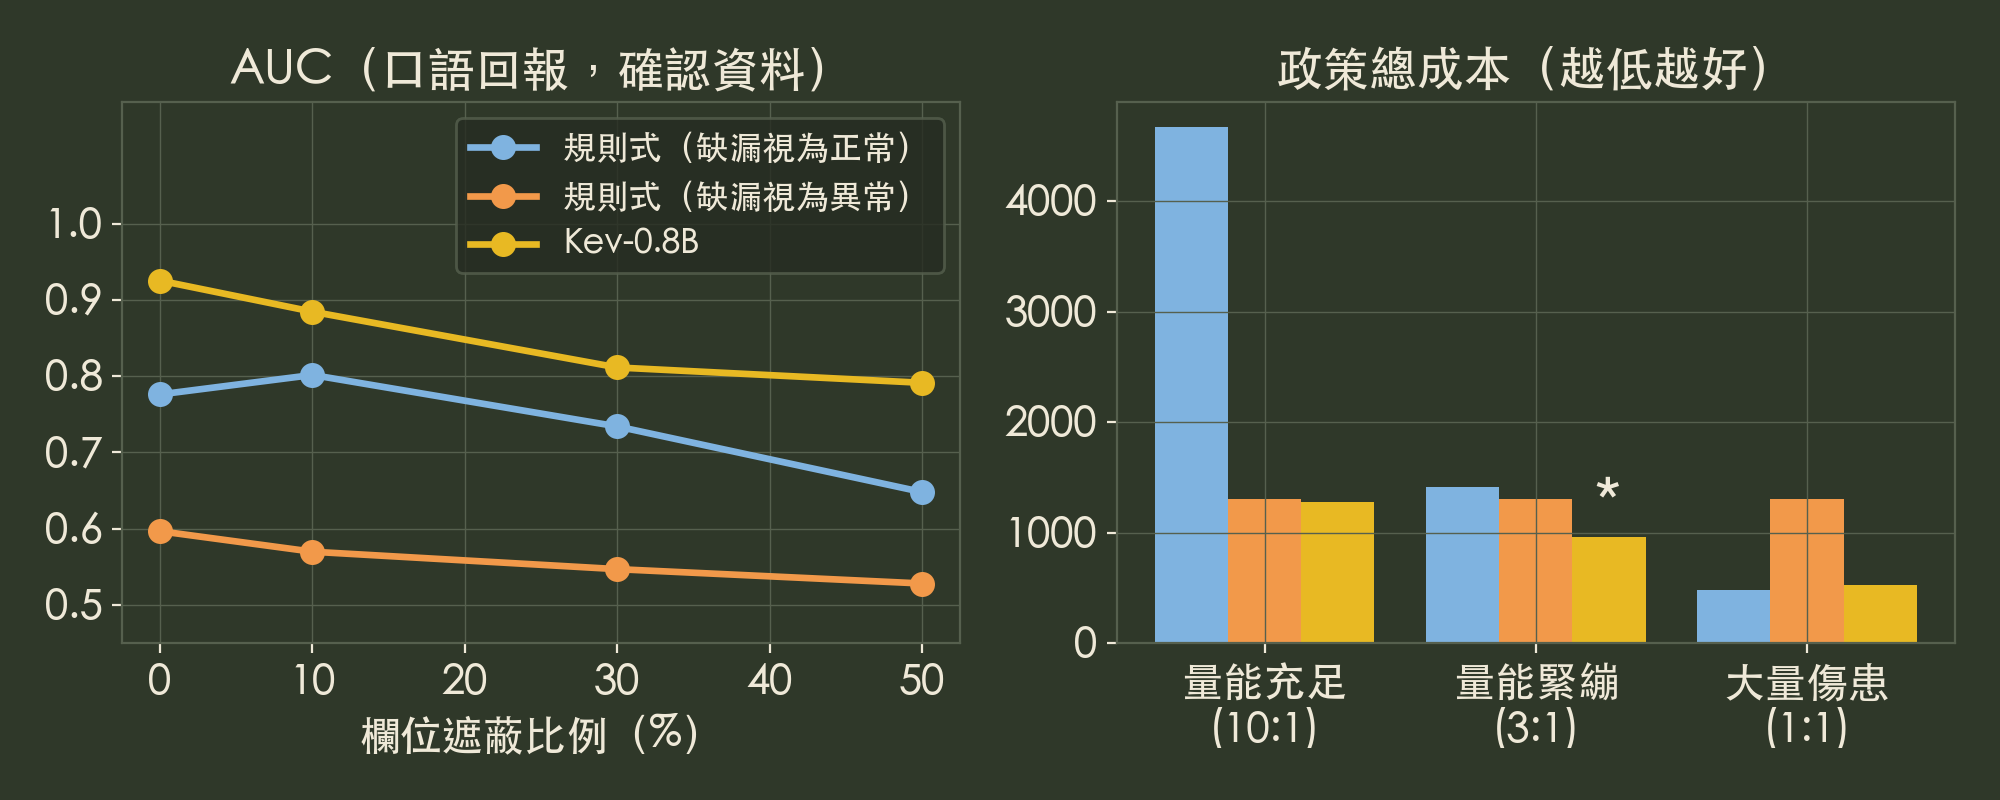 AUC（口語回報，確認資料）
規則式（缺漏視為正常）
規則式（缺漏視為異常）
Kev-0.8B
1.0
0.9
0.8
0.7
0.6
0.5
0 10 20 30 40 50
欄位遮蔽比例（%）
政策總成本（越低越好）
4000
3000
2000
1000
0
*
量能充足 量能緊繃 大量傷患
(10:1) (3:1) (1:1)